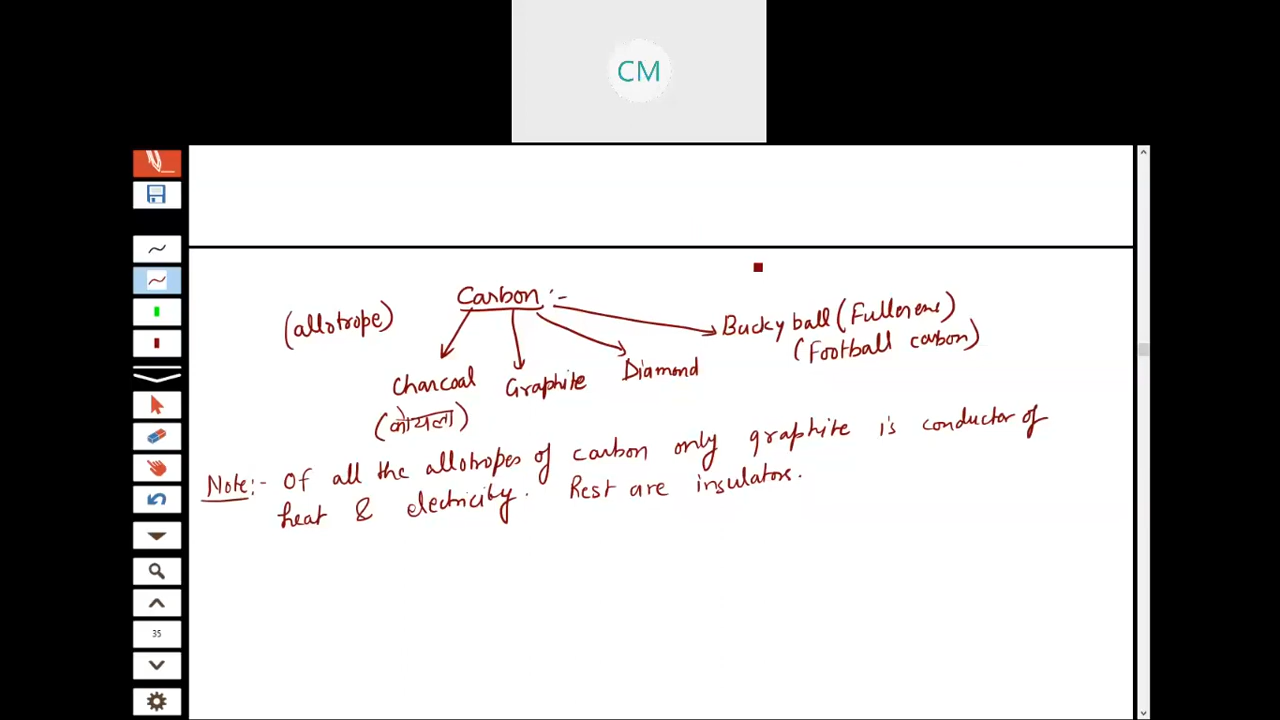 CM
Carbon :-
(allotrope)
Bucky ball (Fullerene)
(Football carbon)
Charcoal Graphite Diamond
(कोयला)
Note:- Of all the allotropes of carbon only graphite is conductor of
heat & electricity. Rest are insulators.
35